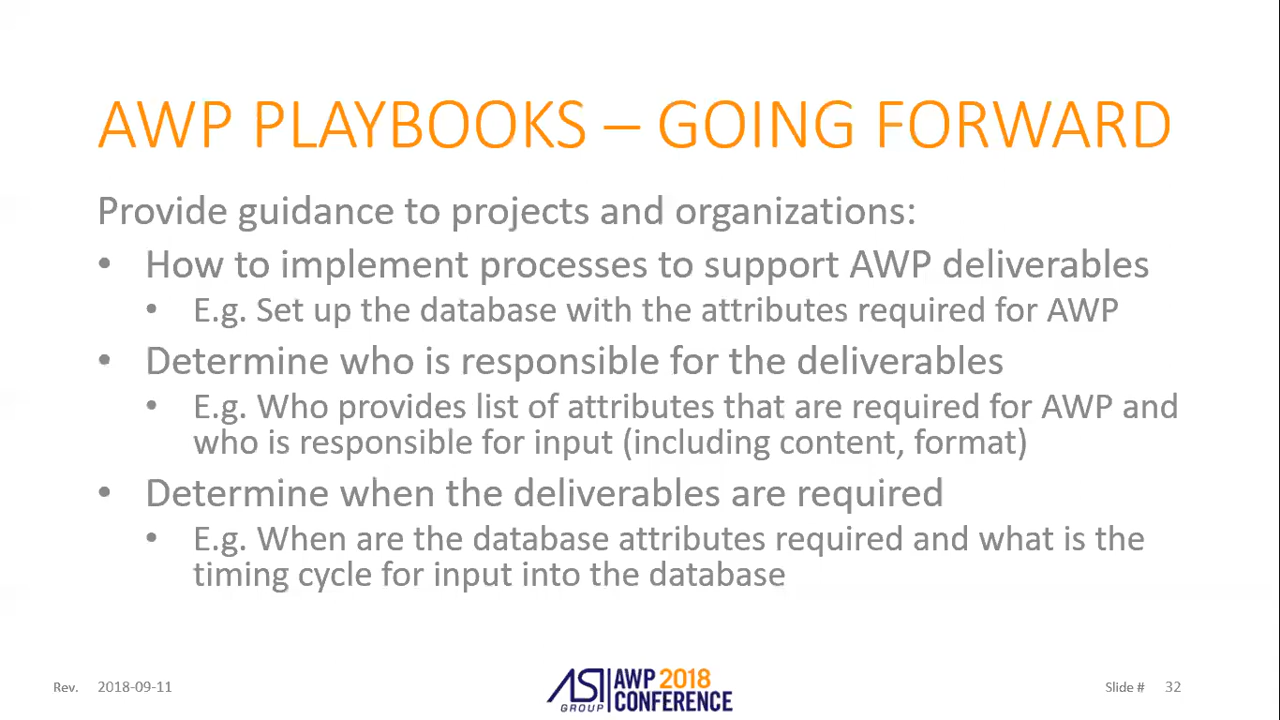 AWP PLAYBOOKS – GOING FORWARD
Provide guidance to projects and organizations:
• How to implement processes to support AWP deliverables
• E.g. Set up the database with the attributes required for AWP
• Determine who is responsible for the deliverables
• E.g. Who provides list of attributes that are required for AWP and
who is responsible for input (including content, format)
• Determine when the deliverables are required
• E.g. When are the database attributes required and what is the
timing cycle for input into the database
Rev. 2018-09-11
ASI GROUP
AWP 2018
CONFERENCE
Slide # 32